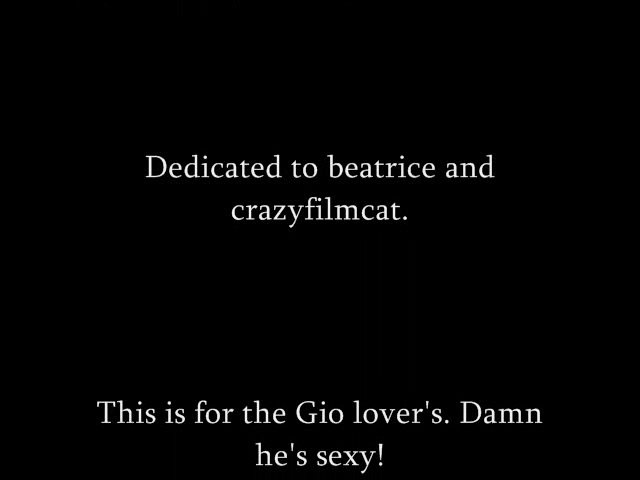 Dedicated to beatrice and
crazyfilmcat.
This is for the Gio lover's. Damn
he's sexy!